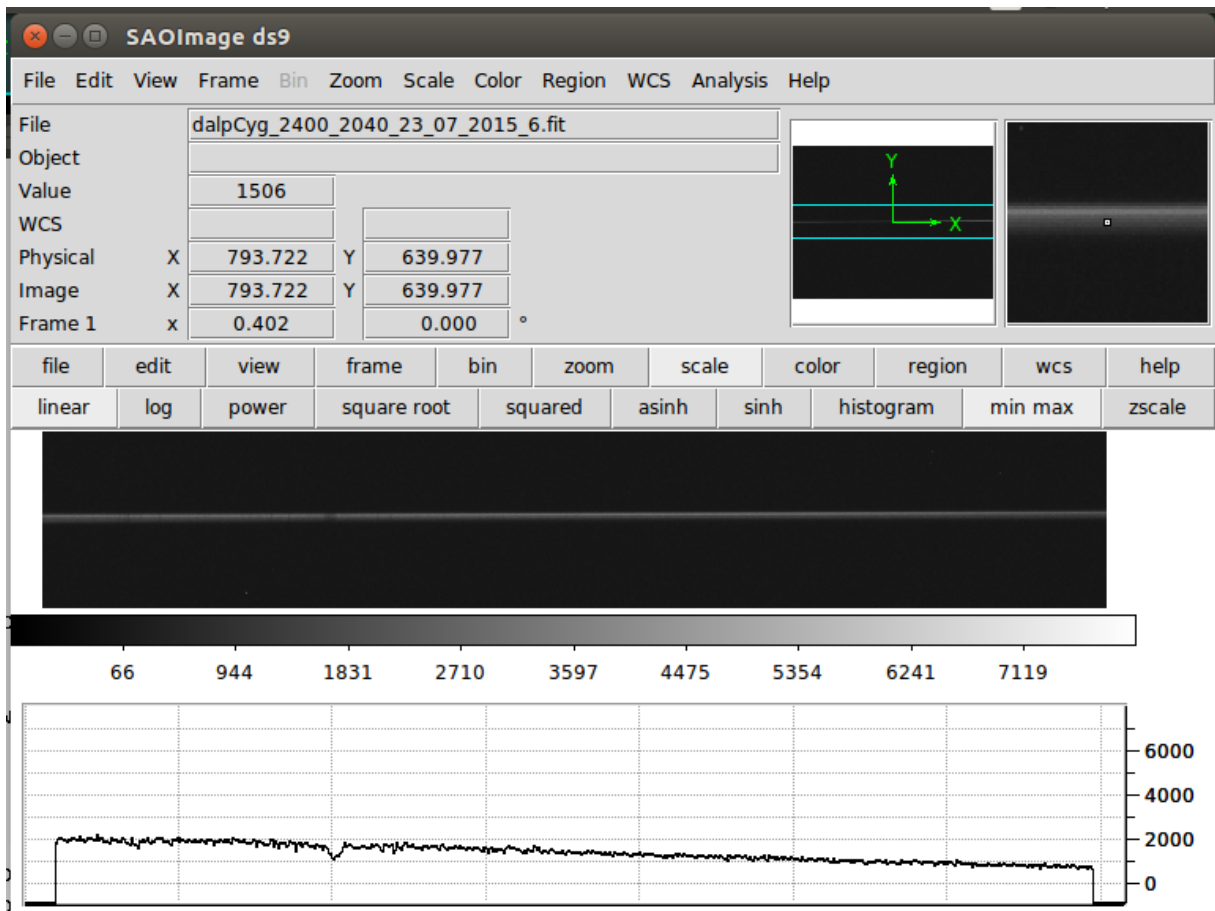 SAOImage ds9
File Edit View Frame Bin Zoom Scale Color Region WCS Analysis Help
File dalpCyg_2400_2040_23_07_2015_6.fit
Object
Value 1506
WCS
Physical X 793.722 Y 639.977
Image X 793.722 Y 639.977
Frame 1 x 0.402 0.000 °
Y
X
file edit view frame bin zoom scale color region wcs help
linear log power square root squared asinh sinh histogram min max zscale
66 944 1831 2710 3597 4475 5354 6241 7119
6000
4000
2000
0